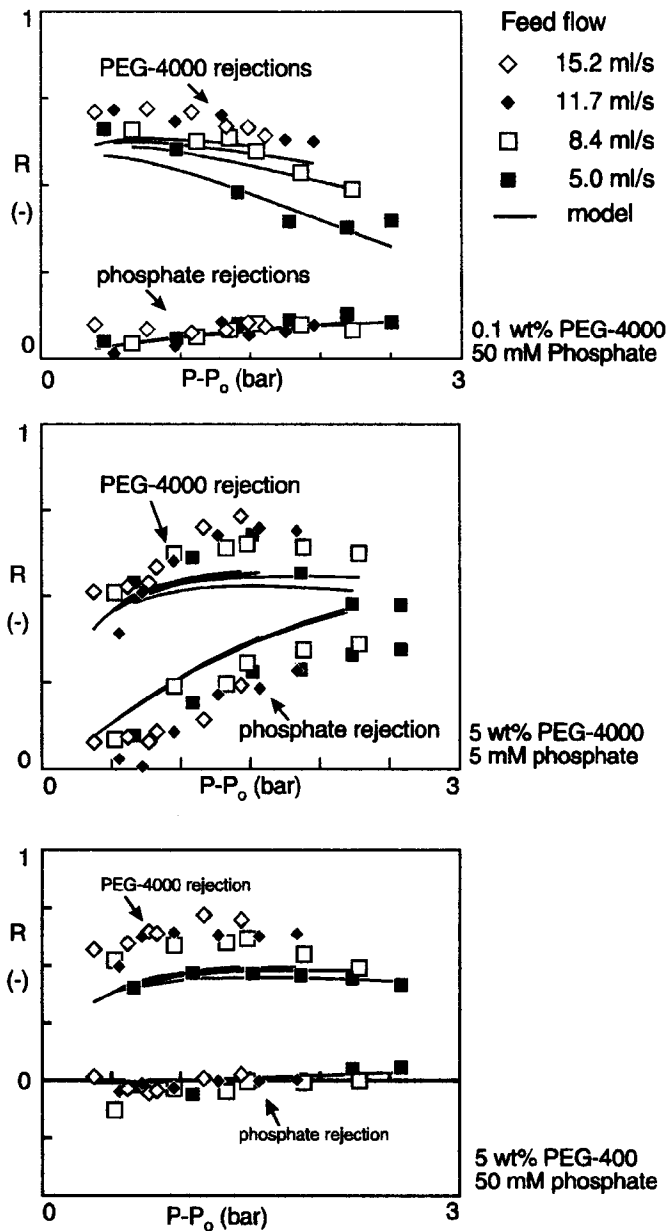 Feed flow
15.2 ml/s
11.7 ml/s
8.4 ml/s
5.0 ml/s
model
1
PEG-4000 rejections
R
(-)
phosphate rejections
0
0
P-Po (bar)
3
0.1 wt% PEG-4000
50 mM Phosphate
1
PEG-4000 rejection
R
(-)
phosphate rejection
0
0
P-Po (bar)
3
5 wt% PEG-4000
5 mM phosphate
1
PEG-4000 rejection
R
(-)
0
phosphate rejection
0
P-Po (bar)
3
5 wt% PEG-400
50 mM phosphate